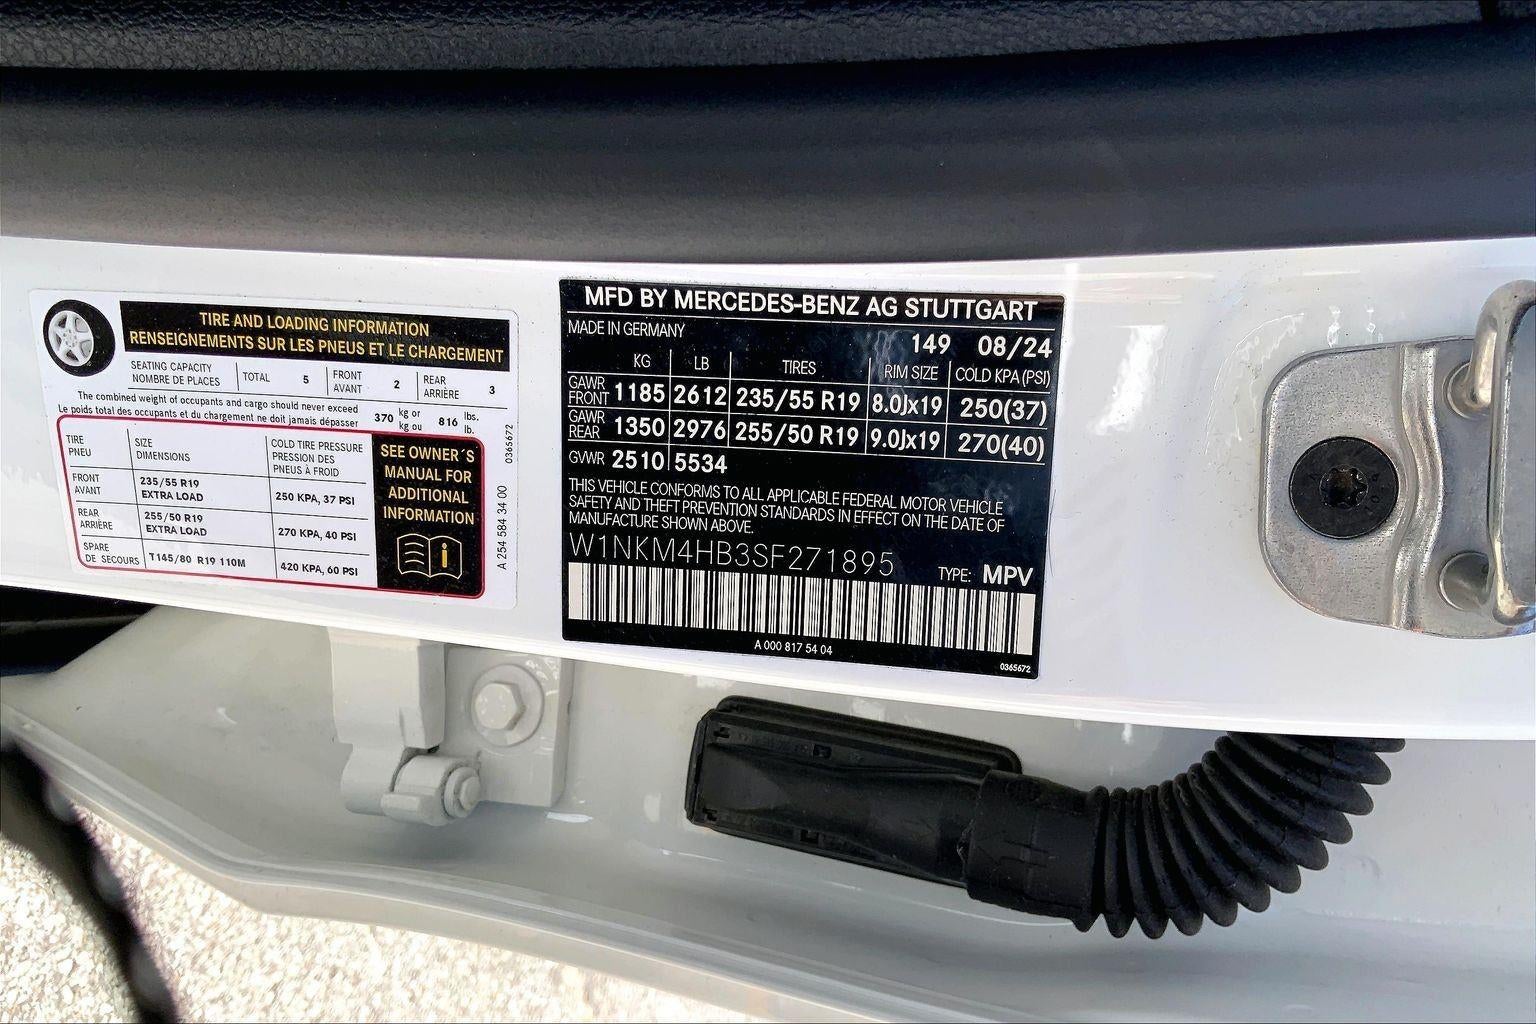 TIRE AND LOADING INFORMATION
RENSEIGNEMENTS SUR LES PNEUS ET LE CHARGEMENT
SEATING CAPACITY
NOMBRE DE PLACES
TOTAL 5
FRONT
AVANT
2
REAR
ARRIÈRE
3
The combined weight of occupants and cargo should never exceed
Le poids total des occupants et du chargement ne doit jamais dépasser
370 kg or
kg ou
816 lbs.
lb.
TIRE
PNEU
SIZE
DIMENSIONS
COLD TIRE PRESSURE
PRESSION DES
PNEUS À FROID
FRONT
AVANT
235/55 R19
EXTRA LOAD
250 KPA, 37 PSI
REAR
ARRIÈRE
255/50 R19
EXTRA LOAD
270 KPA, 40 PSI
SPARE
DE SECOURS
T145/80 R19 110M
420 KPA, 60 PSI
SEE OWNER´S
MANUAL FOR
ADDITIONAL
INFORMATION
i
A 254 584 34 00
0365672
MFD BY MERCEDES-BENZ AG STUTTGART
MADE IN GERMANY
149 08/24
KG LB TIRES RIM SIZE COLD KPA(PSI)
GAWR
FRONT
1185 2612 235/55 R19 8.0Jx19 250(37)
GAWR
REAR
1350 2976 255/50 R19 9.0Jx19 270(40)
GVWR 2510 5534
THIS VEHICLE CONFORMS TO ALL APPLICABLE FEDERAL MOTOR VEHICLE
SAFETY AND THEFT PREVENTION STANDARDS IN EFFECT ON THE DATE OF
MANUFACTURE SHOWN ABOVE.
W1NKM4HB3SF271895
TYPE: MPV
A 000 817 54 04
0365672